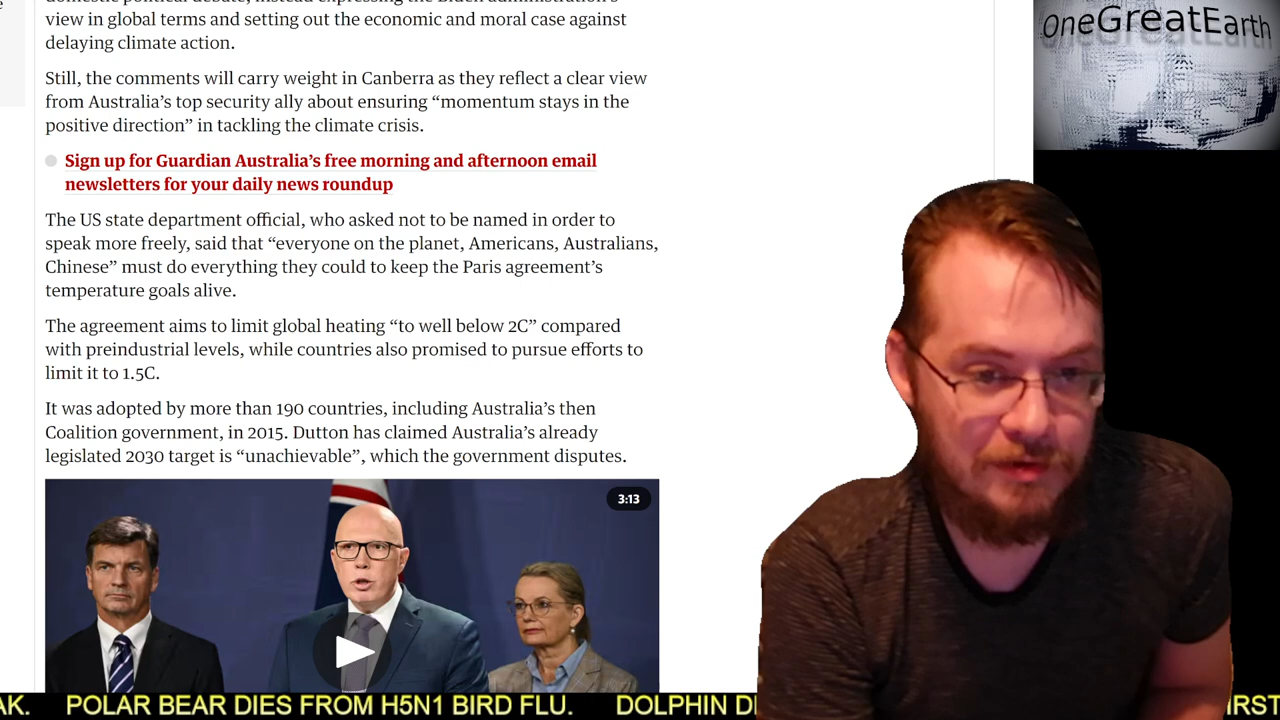 view in global terms and setting out the economic and moral case against
delaying climate action.
Still, the comments will carry weight in Canberra as they reflect a clear view
from Australia’s top security ally about ensuring “momentum stays in the
positive direction” in tackling the climate crisis.
Sign up for Guardian Australia’s free morning and afternoon email
newsletters for your daily news roundup
The US state department official, who asked not to be named in order to
speak more freely, said that “everyone on the planet, Americans, Australians,
Chinese” must do everything they could to keep the Paris agreement’s
temperature goals alive.
The agreement aims to limit global heating “to well below 2C” compared
with preindustrial levels, while countries also promised to pursue efforts to
limit it to 1.5C.
It was adopted by more than 190 countries, including Australia’s then
Coalition government, in 2015. Dutton has claimed Australia’s already
legislated 2030 target is “unachievable”, which the government disputes.
3:13
OneGreatEarth
AK. POLAR BEAR DIES FROM H5N1 BIRD FLU. DOLPHIN DI IRST